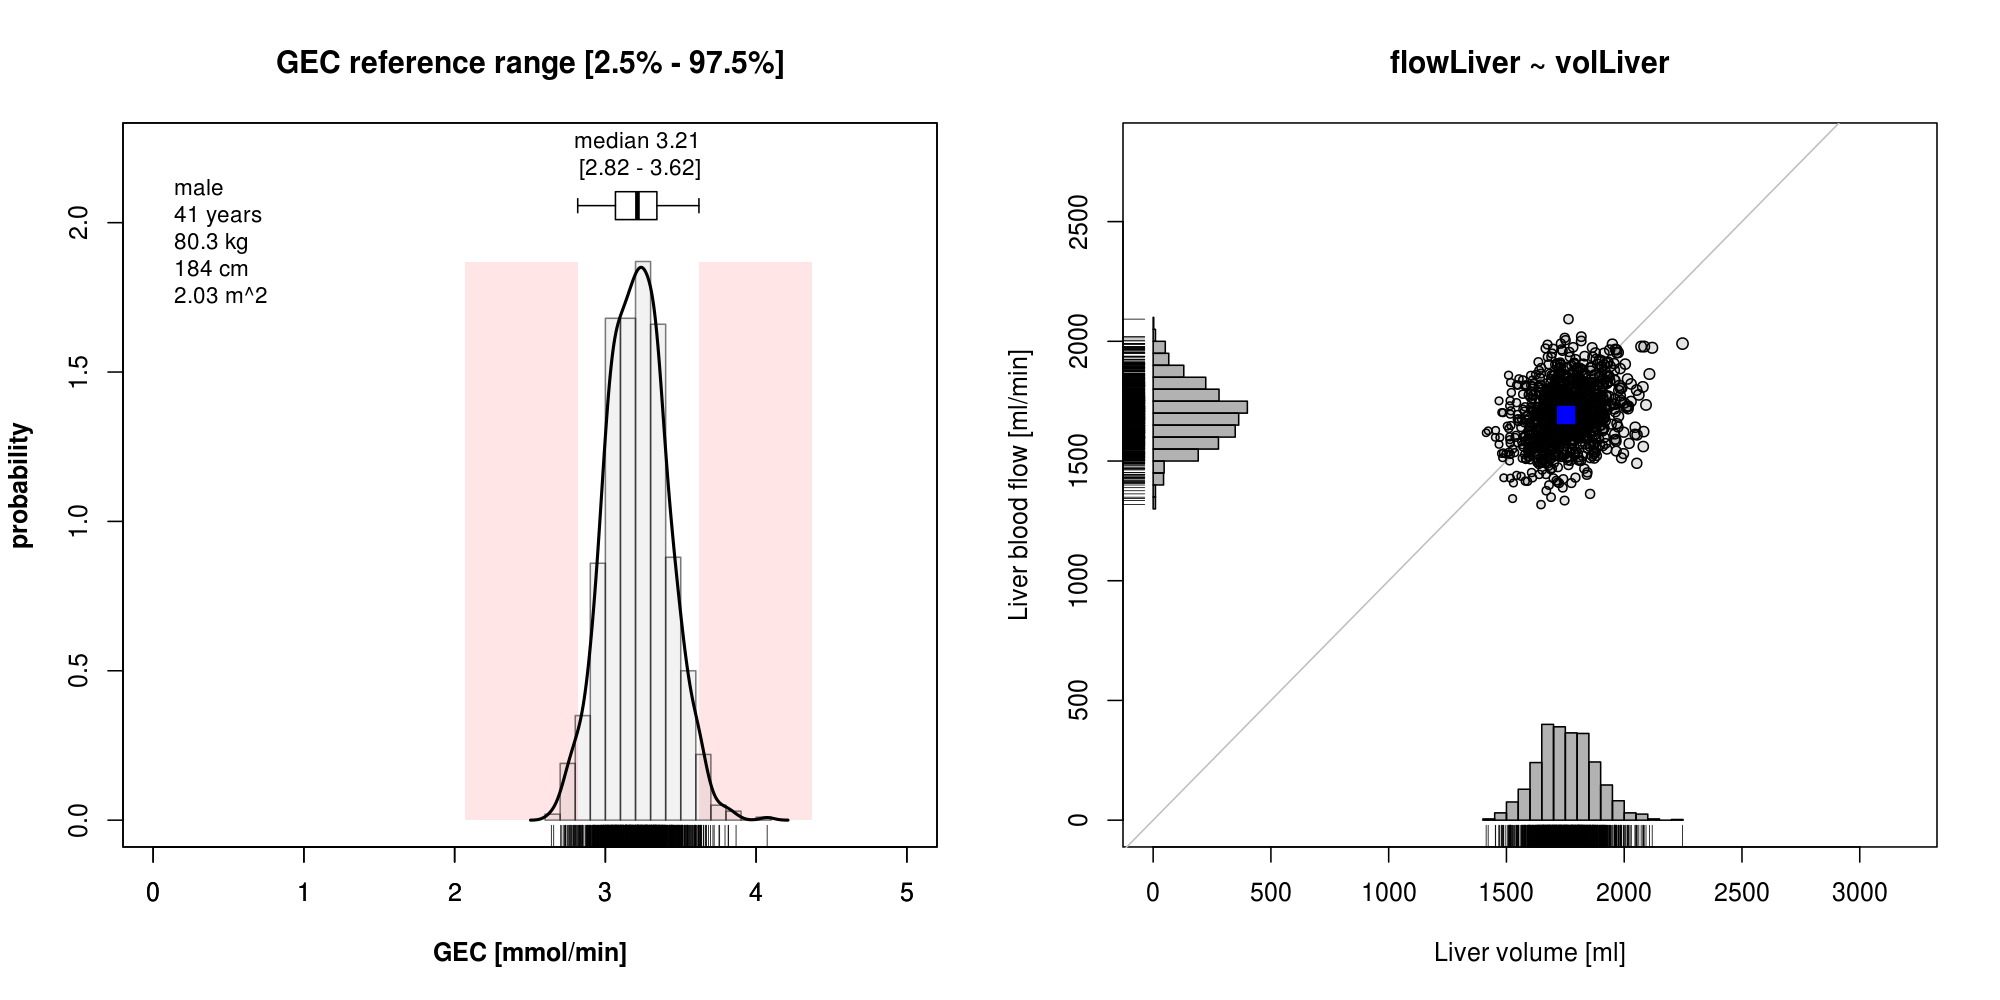 GEC reference range [2.5% - 97.5%]
median 3.21
[2.82 - 3.62]
male
41 years
80.3 kg
184 cm
2.03 m^2
probability
2.0
1.5
1.0
0.5
0.0
0 1 2 3 4 5
GEC [mmol/min]
flowLiver ~ volLiver
Liver blood flow [ml/min]
2500
2000
1500
1000
500
0
0 500 1000 1500 2000 2500 3000
Liver volume [ml]